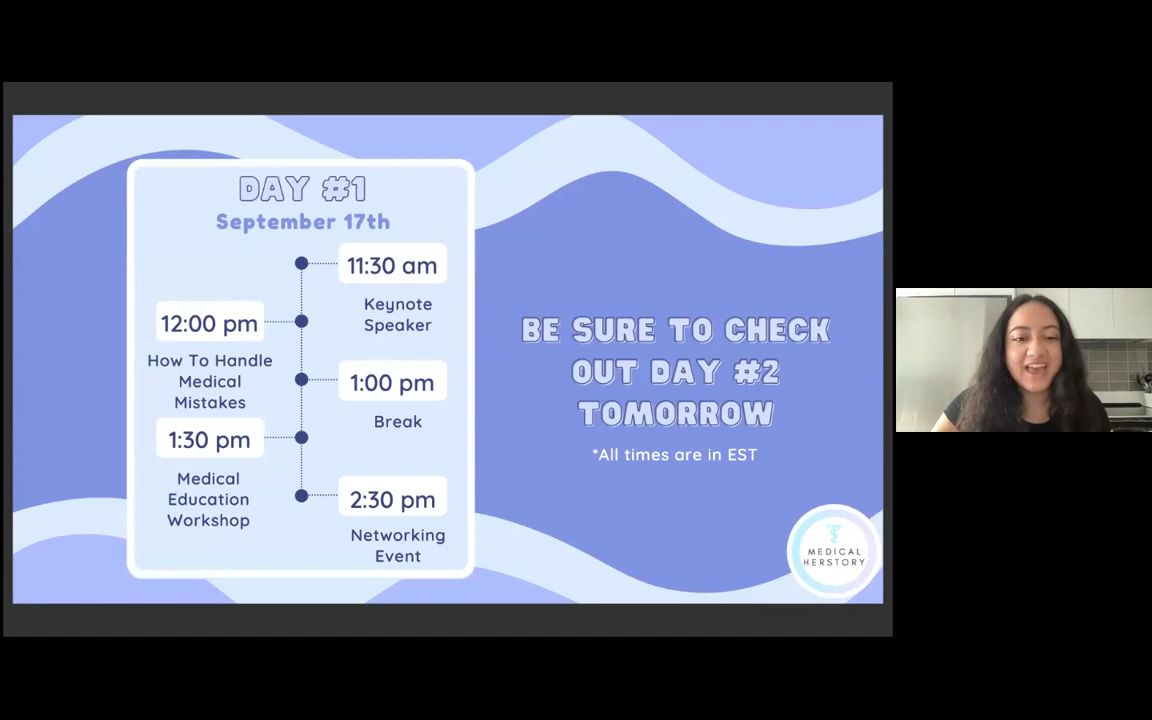 DAY #1
September 17th
11:30 am
Keynote
Speaker
12:00 pm
How To Handle
Medical
Mistakes
1:00 pm
Break
1:30 pm
Medical
Education
Workshop
2:30 pm
Networking
Event
BE SURE TO CHECK
OUT DAY #2
TOMORROW
*All times are in EST
MEDICAL
HERSTORY